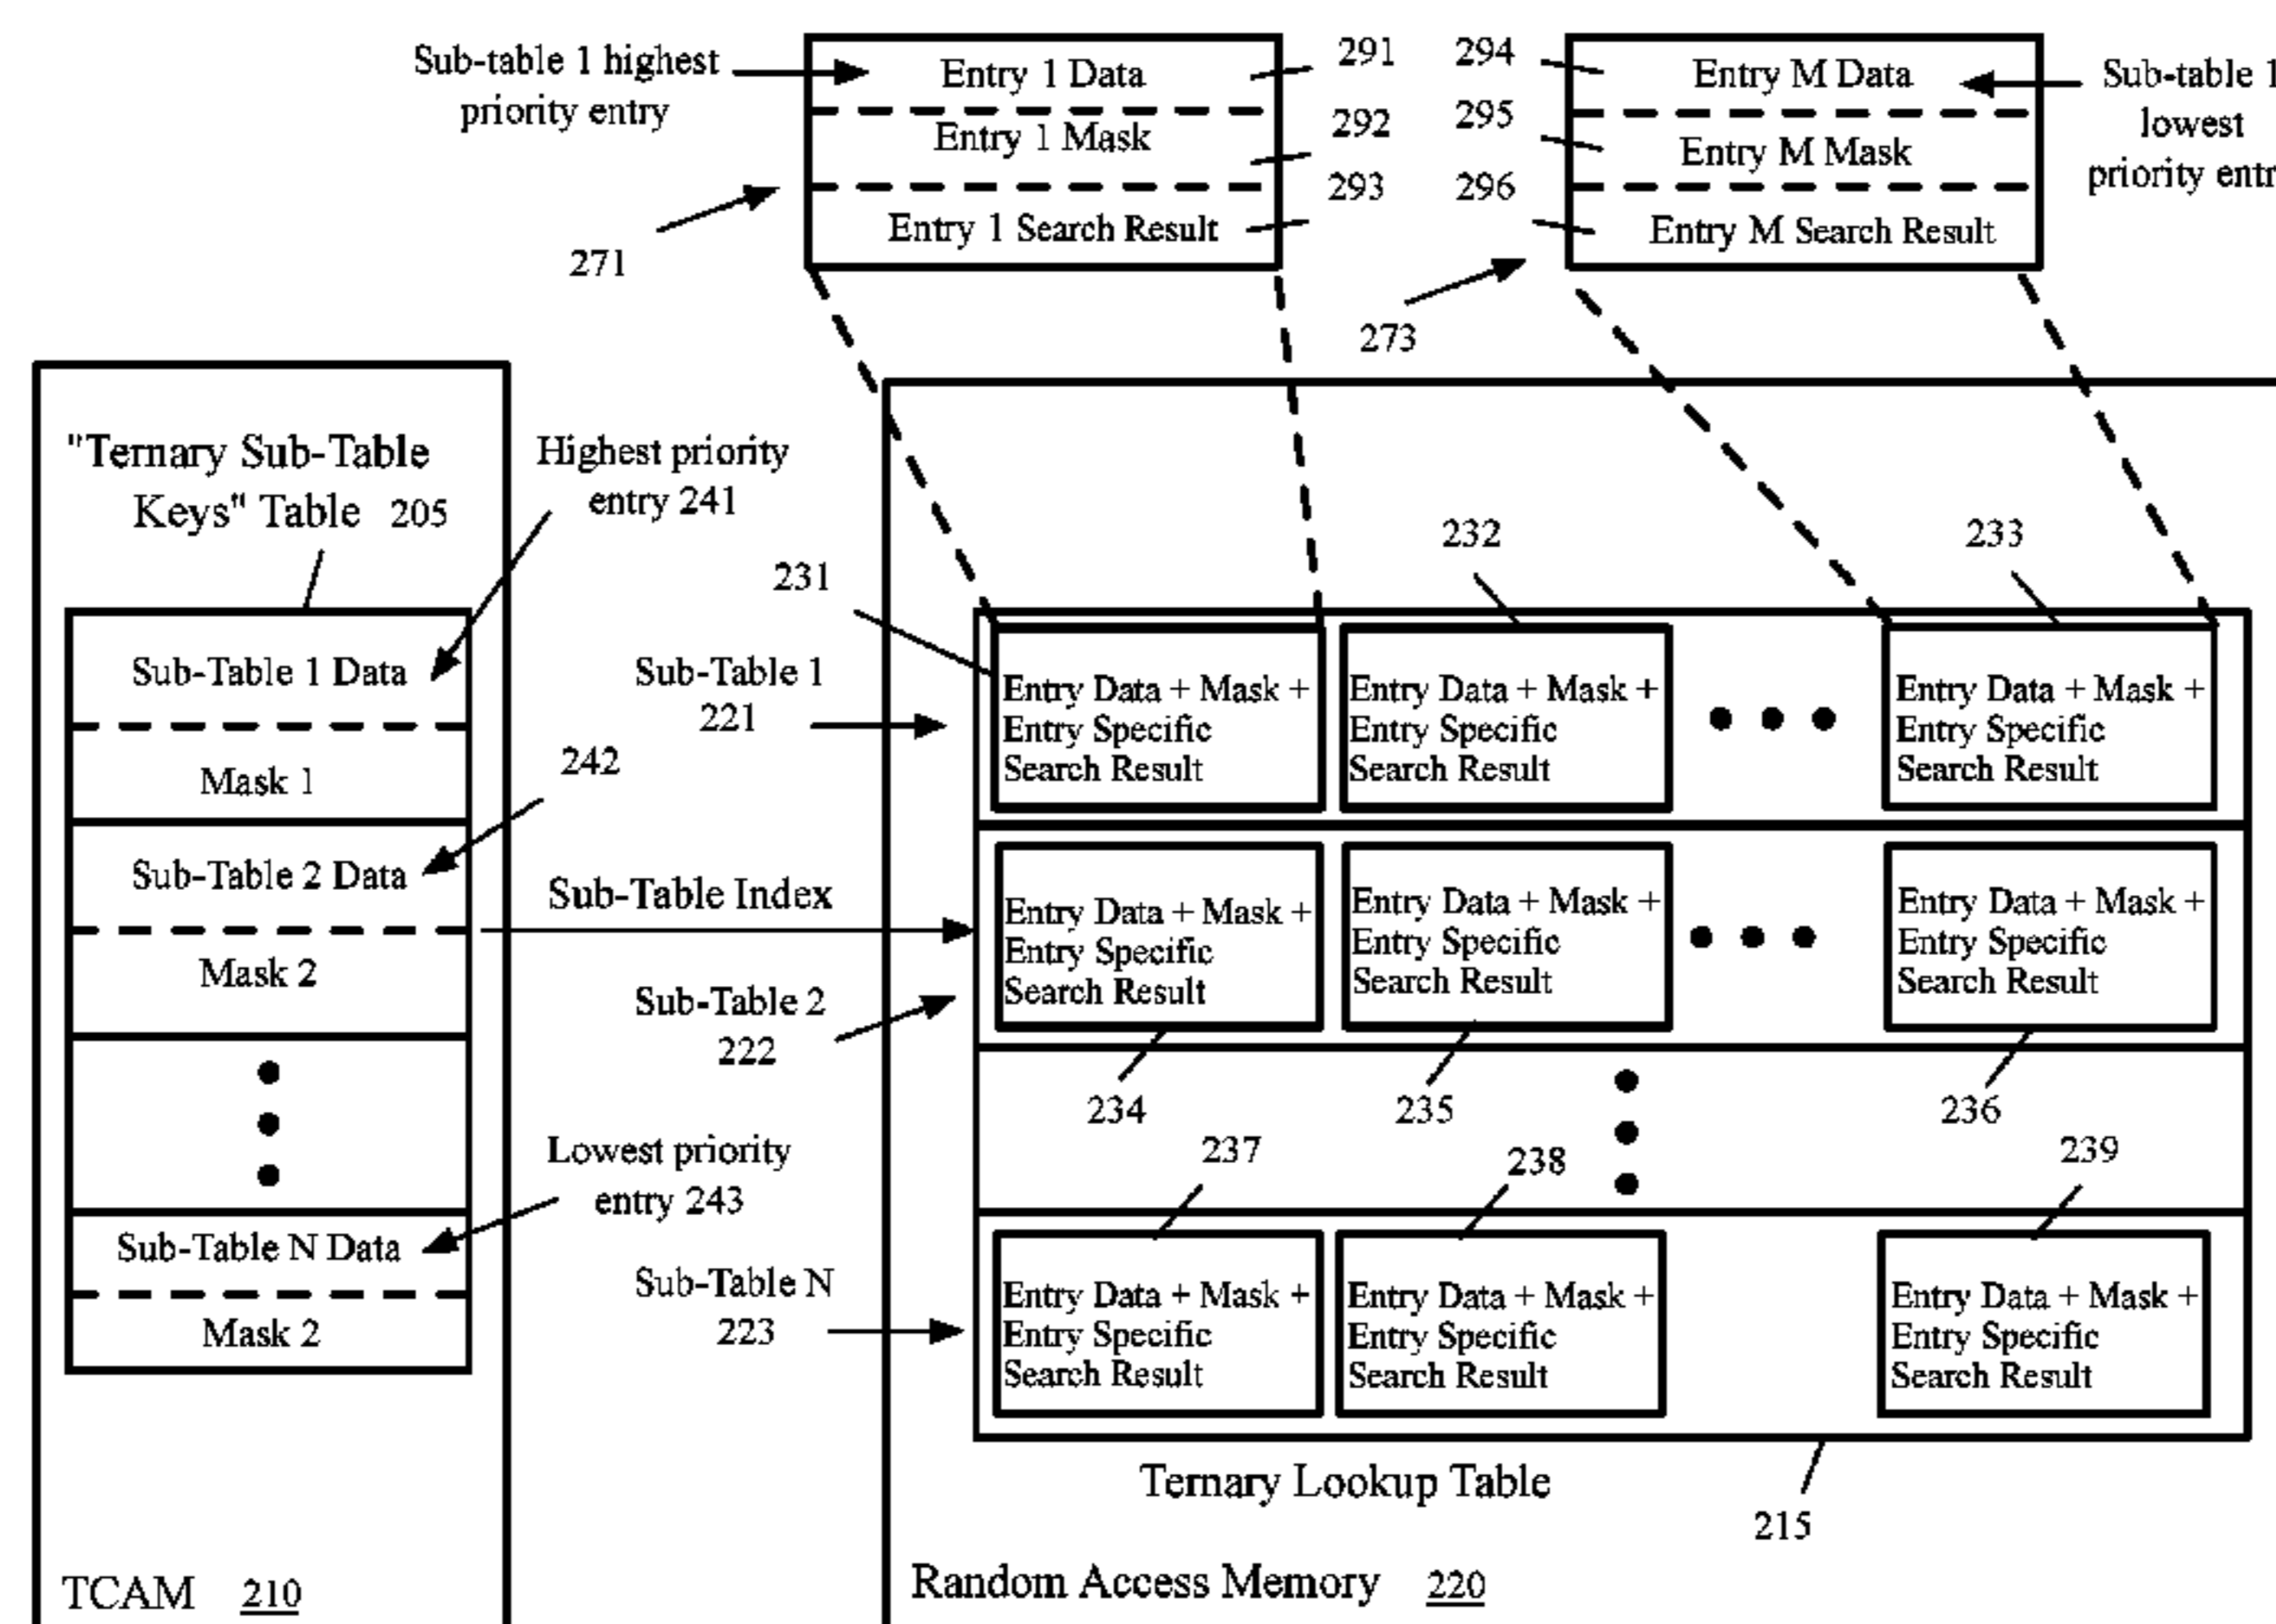 Sub-table 1 highest
priority entry
Entry 1 Data
Entry 1 Mask
Entry 1 Search Result
291
292
293
271
294
295
296
273
Entry M Data
Entry M Mask
Entry M Search Result
Sub-table 1
lowest
priority
"Ternary Sub-Table
Keys" Table 205
Highest priority
entry 241
Sub-Table 1 Data
Mask 1
242
Sub-Table 2 Data
Mask 2
Lowest priority
entry 243
Sub-Table N Data
Mask 2
TCAM 210
Sub-Table Index
231
232
233
Sub-Table 1
221
Entry Data + Mask +
Entry Specific
Search Result
Entry Data + Mask +
Entry Specific
Search Result
Entry Data + Mask +
Entry Specific
Search Result
Sub-Table 2
222
Entry Data + Mask +
Entry Specific
Search Result
Entry Data + Mask +
Entry Specific
Search Result
Entry Data + Mask +
Entry Specific
Search Result
234
235
236
237
238
239
Sub-Table N
223
Entry Data + Mask +
Entry Specific
Search Result
Entry Data + Mask +
Entry Specific
Search Result
Entry Data + Mask +
Entry Specific
Search Result
Ternary Lookup Table
215
Random Access Memory 220